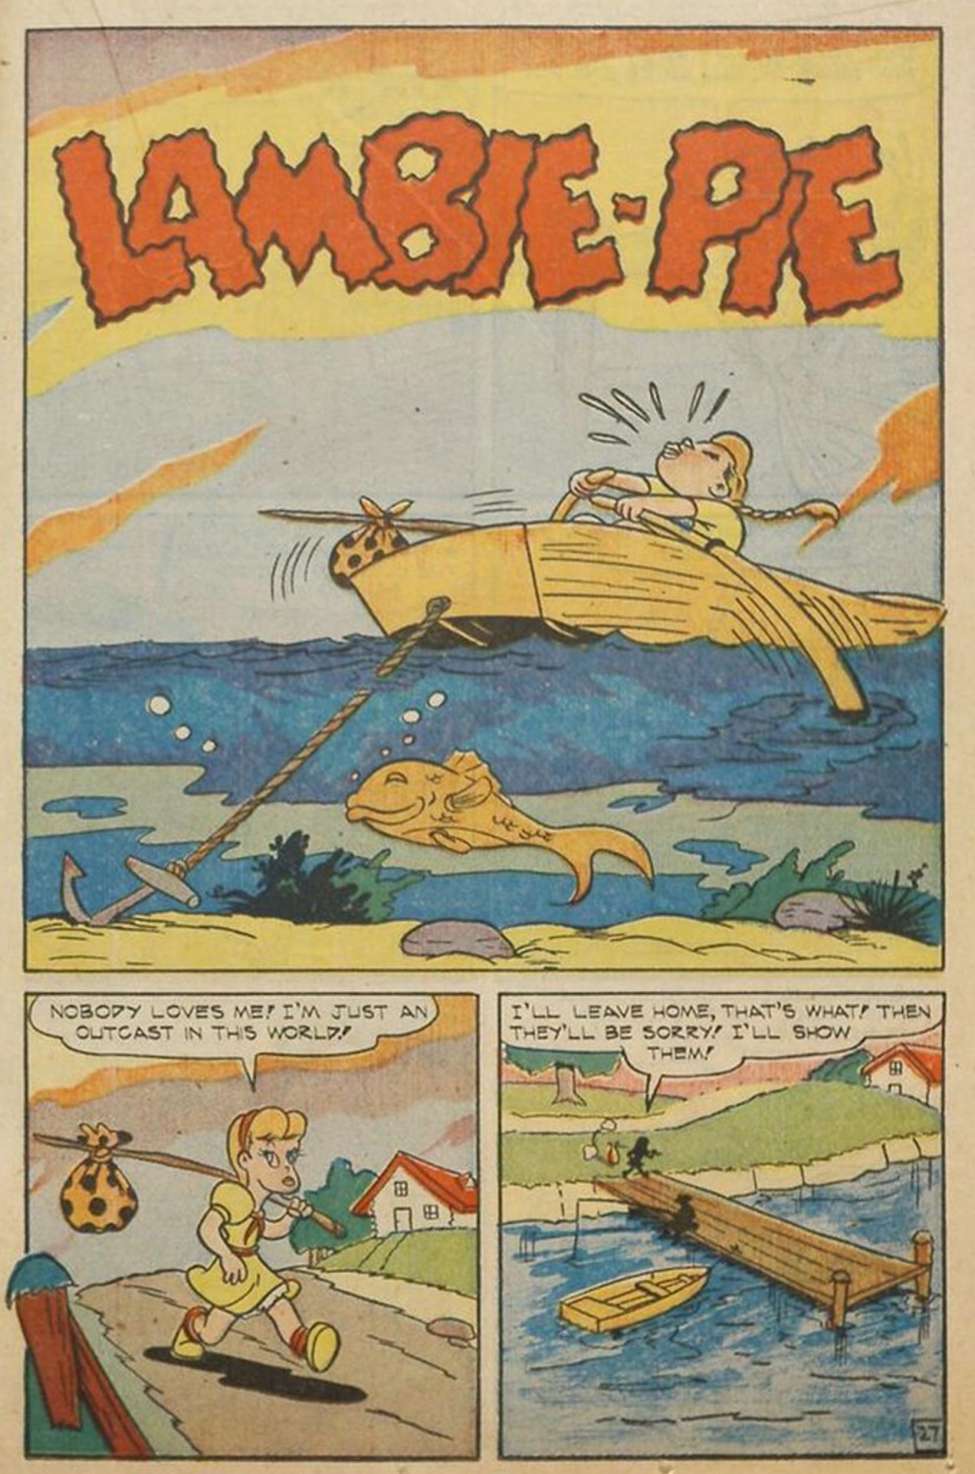 LAMBIE-PIE
NOBODY LOVES ME! I'M JUST AN
OUTCAST IN THIS WORLD!
I'LL LEAVE HOME, THAT'S WHAT! THEN
THEY'LL BE SORRY! I'LL SHOW
THEM!
27